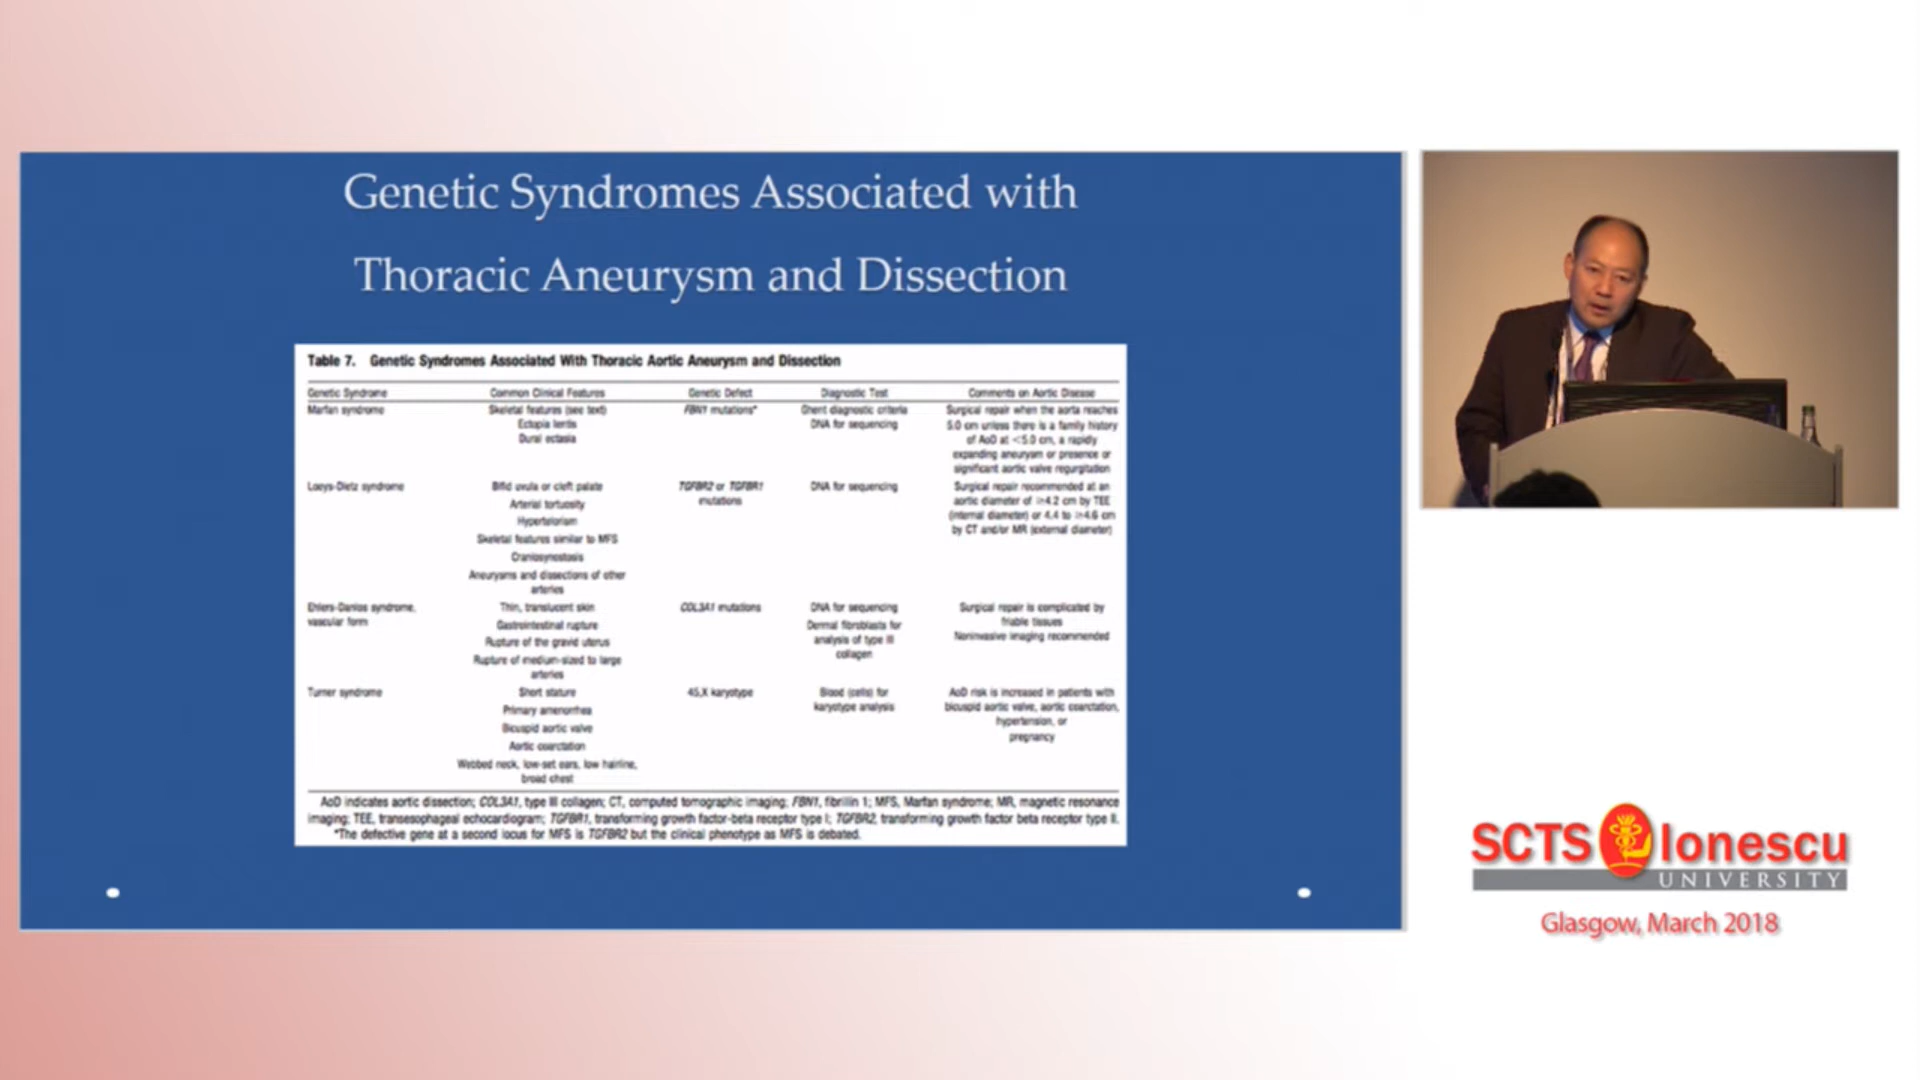 Genetic Syndromes Associated with
Thoracic Aneurysm and Dissection
Table 7. Genetic Syndromes Associated With Thoracic Aortic Aneurysm and Dissection
Genetic Syndrome Common Clinical Features Genetic Defect Diagnostic Test Comments on Aortic Disease
Marfan syndrome Skeletal features (see text) FBN1 mutations* Ghent diagnostic criteria Surgical repair when the aorta reaches
Ectopia lentis DNA for sequencing 5.0 cm unless there is a family history
Dural ectasia of AoD at <5.0 cm, a rapidly
expanding aneurysm or presence or
significant aortic valve regurgitation
Loeys-Dietz syndrome Bifid uvula or cleft palate TGFBR2 or TGFBR1 DNA for sequencing Surgical repair recommended at an
Arterial tortuosity mutations aortic diameter of ≥4.2 cm by TEE
Hypertelorism (internal diameter) or 4.4 to ≥4.6 cm
Skeletal features similar to MFS by CT and/or MR (external diameter)
Craniosynostosis
Aneurysms and dissections of other
arteries
Ehlers-Danlos syndrome, Thin, translucent skin COL3A1 mutations DNA for sequencing Surgical repair is complicated by
vascular form Gastrointestinal rupture Dermal fibroblasts for friable tissues
Rupture of the gravid uterus analysis of type III Noninvasive imaging recommended
Rupture of medium-sized to large collagen
arteries
Turner syndrome Short stature 45,X karyotype Blood (cells) for AoD risk is increased in patients with
Primary amenorrhea karyotype analysis bicuspid aortic valve, aortic coarctation,
Bicuspid aortic valve hypertension, or
Aortic coarctation pregnancy
Webbed neck, low-set ears, low hairline,
broad chest
AoD indicates aortic dissection; COL3A1, type III collagen; CT, computed tomographic imaging; FBN1, fibrillin 1; MFS, Marfan syndrome; MR, magnetic resonance
imaging; TEE, transesophageal echocardiogram; TGFBR1, transforming growth factor-beta receptor type I; TGFBR2, transforming growth factor beta receptor type II.
*The defective gene at a second locus for MFS is TGFBR2 but the clinical phenotype as MFS is debated.
SCTS Ionescu
UNIVERSITY
Glasgow, March 2018